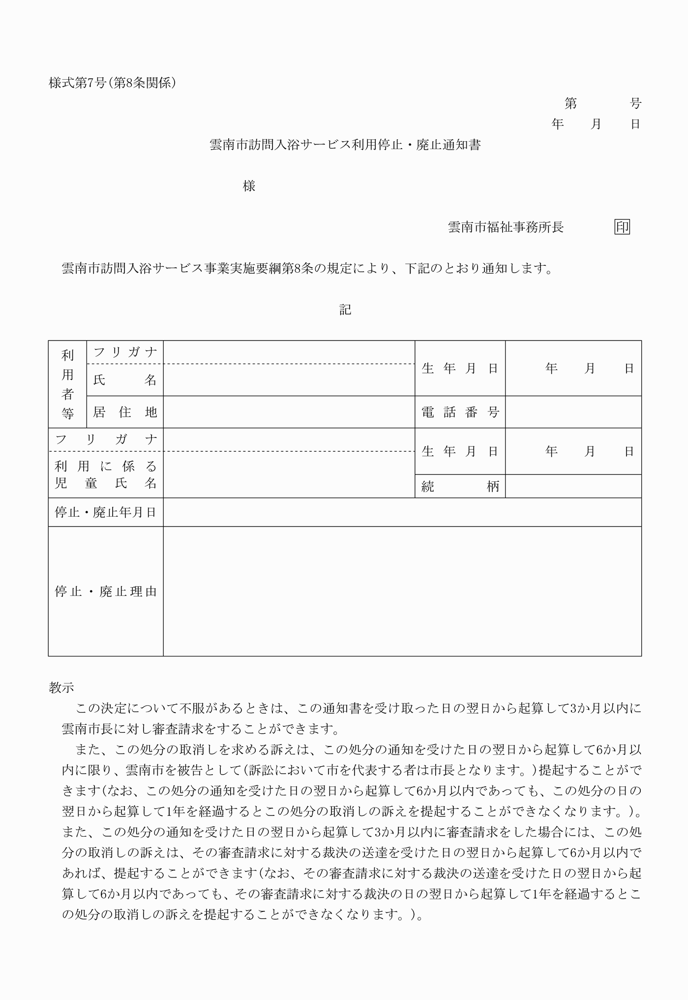 様式第7号(第8条関係)
第　　　　号
年　　月　　日
雲南市訪問入浴サービス利用停止・廃止通知書
様
雲南市福祉事務所長　　　　印
雲南市訪問入浴サービス事業実施要綱第8条の規定により、下記のとおり通知します。
記
利用者等
フリガナ
氏名
生年月日
年　　月　　日
居住地
電話番号
フリガナ
利用に係る
児童氏名
生年月日
年　　月　　日
続柄
停止・廃止年月日
停止・廃止理由
教示
この決定について不服があるときは、この通知書を受け取った日の翌日から起算して3か月以内に
雲南市長に対し審査請求をすることができます。
また、この処分の取消しを求める訴えは、この処分の通知を受けた日の翌日から起算して6か月以
内に限り、雲南市を被告として(訴訟において市を代表する者は市長となります。)提起することがで
きます(なお、この処分の通知を受けた日の翌日から起算して6か月以内であっても、この処分の日の
翌日から起算して1年を経過するとこの処分の取消しの訴えを提起することができなくなります。)。
また、この処分の通知を受けた日の翌日から起算して3か月以内に審査請求をした場合には、この処
分の取消しの訴えは、その審査請求に対する裁決の送達を受けた日の翌日から起算して6か月以内で
あれば、提起することができます(なお、その審査請求に対する裁決の送達を受けた日の翌日から起
算して6か月以内であっても、その審査請求に対する裁決の日の翌日から起算して1年を経過するとこ
の処分の取消しの訴えを提起することができなくなります。)。